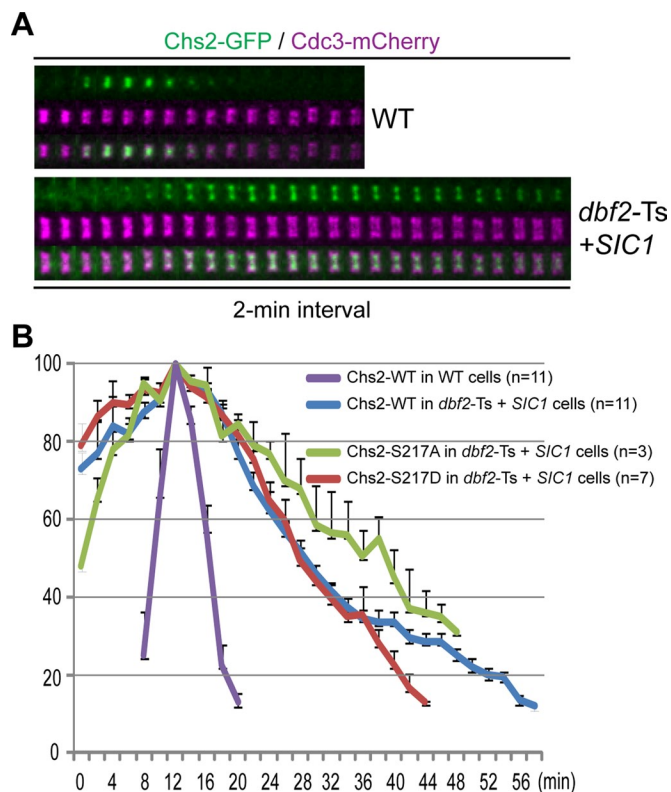 A
Chs2-GFP / Cdc3-mCherry
WT
dbf2-Ts
+SIC1
2-min interval
B
100
80
60
40
20
0
Chs2-WT in WT cells (n=11)
Chs2-WT in dbf2-Ts + SIC1 cells (n=11)
Chs2-S217A in dbf2-Ts + SIC1 cells (n=3)
Chs2-S217D in dbf2-Ts + SIC1 cells (n=7)
0 4 8 12 16 20 24 28 32 36 40 44 48 52 56 (min)